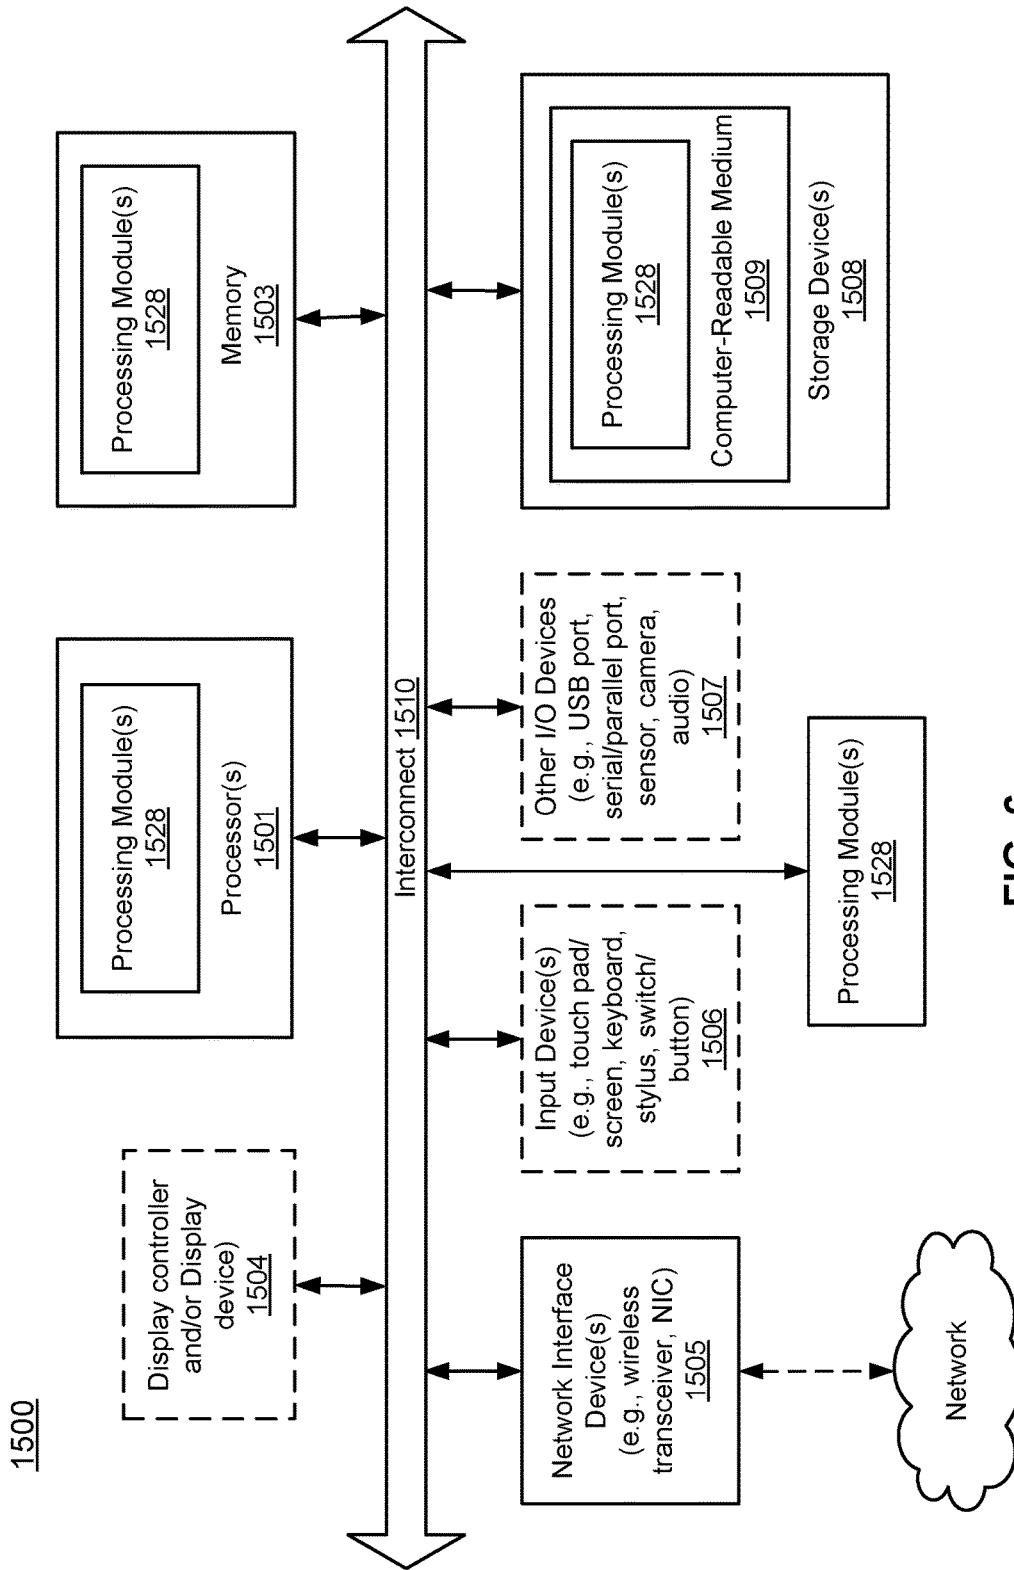 1500
Display controller
and/or Display
device)
1504
Processing Module(s)
1528
Processor(s)
1501
Processing Module(s)
1528
Memory
1503
Interconnect 1510
Network Interface
Device(s)
(e.g., wireless
transceiver, NIC)
1505
Input Device(s)
(e.g., touch pad/
screen, keyboard,
stylus, switch/
button)
1506
Other I/O Devices
(e.g., USB port,
serial/parallel port,
sensor, camera,
audio)
1507
Processing Module(s)
1528
Computer-Readable Medium
1509
Storage Device(s)
1508
Network
Processing Module(s)
1528